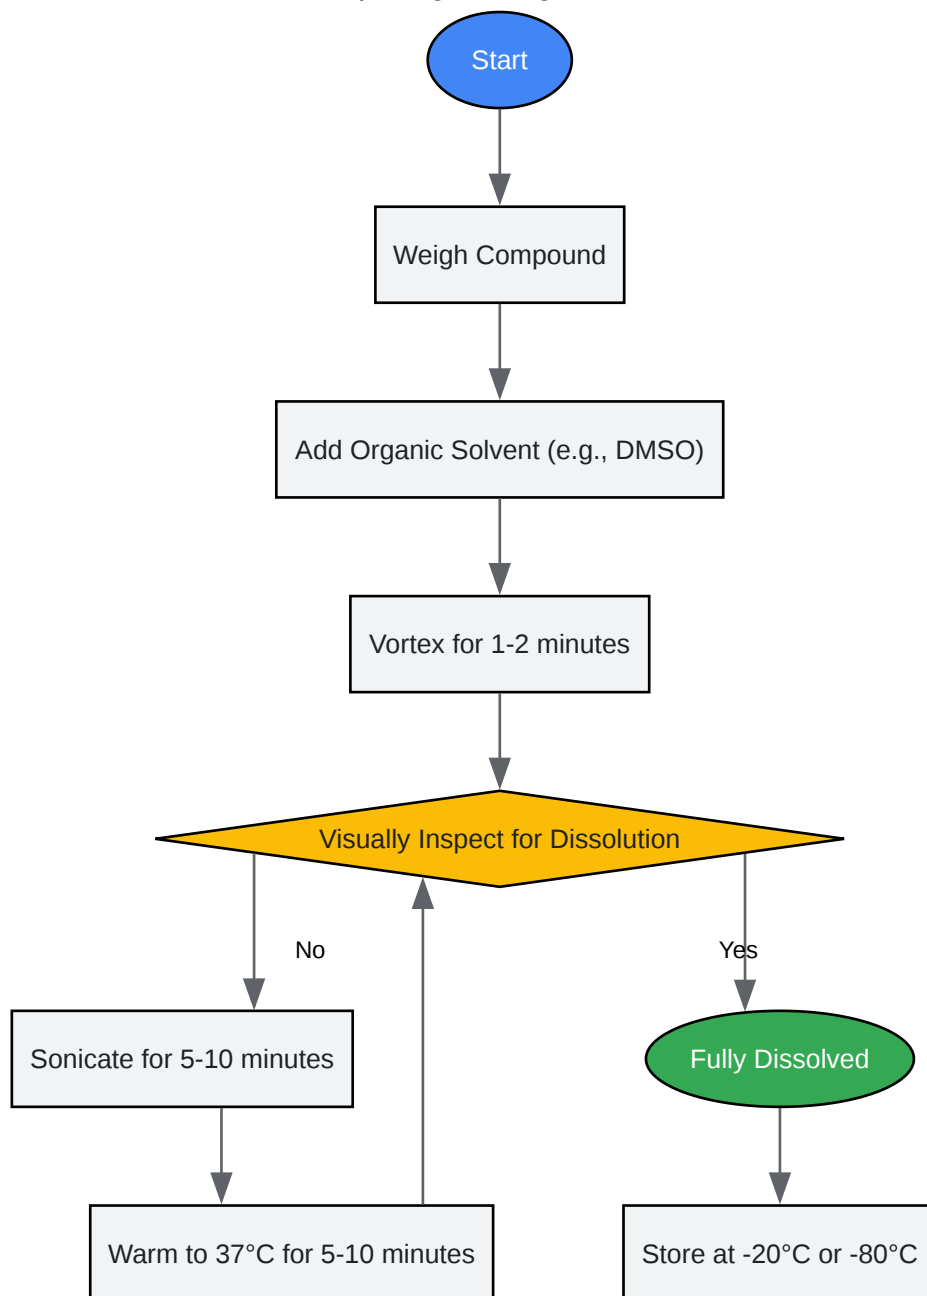 Start
Weigh Compound
Add Organic Solvent (e.g., DMSO)
Vortex for 1-2 minutes
Visually Inspect for Dissolution
No
Yes
Sonicate for 5-10 minutes
Fully Dissolved
Warm to 37°C for 5-10 minutes
Store at -20°C or -80°C